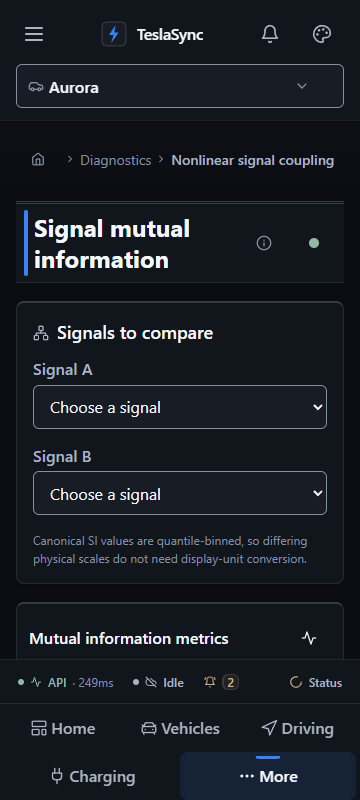 TeslaSync
Aurora
Diagnostics Nonlinear signal coupling
Signal mutual
information
Signals to compare
Signal A
Choose a signal
Signal B
Choose a signal
Canonical SI values are quantile-binned, so differing
physical scales do not need display-unit conversion.
Mutual information metrics
API · 249ms Idle 2 Status
Home Vehicles Driving
Charging More